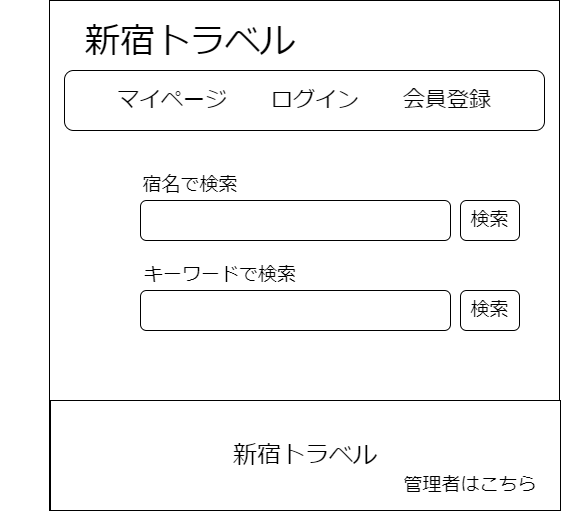 新宿トラベル
マイページ ログイン 会員登録
宿名で検索
検索
キーワードで検索
検索
新宿トラベル
管理者はこちら